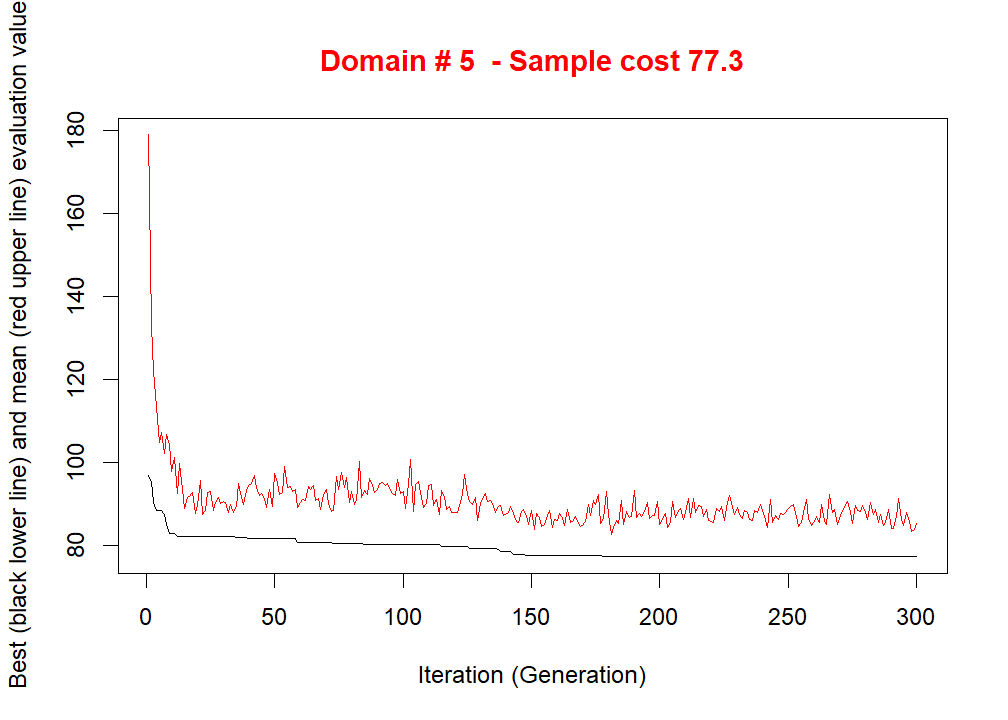 Domain # 5  - Sample cost 77.3
Best (black lower line) and mean (red upper line) evaluation value
180
160
140
120
100
80
0 50 100 150 200 250 300
Iteration (Generation)